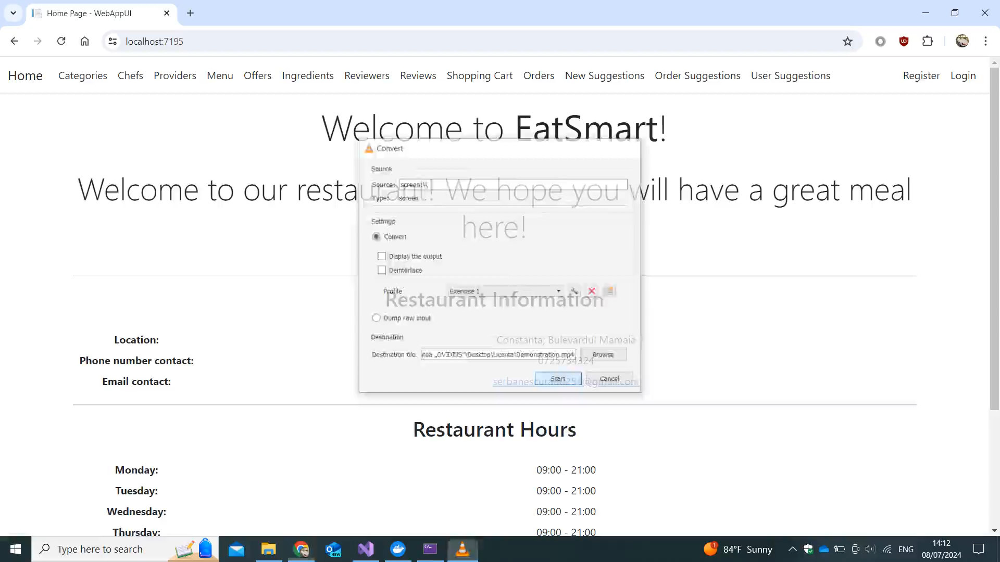 Home Page - WebAppUI
localhost:7195
Home Categories Chefs Providers Menu Offers Ingredients Reviewers Reviews Shopping Cart Orders New Suggestions Order Suggestions User Suggestions Register Login
Welcome to EatSmart!
Welcome to our restaurant! We hope you will have a great meal
here!
Convert
Source
Source: screen:\\
Type: screen
Settings
Convert
Display the output
Deinterlace
Profile Exercise 1
Dump raw input
Destination
Destination file: „OVIDIUS”\Desktop\Licenta\Demonstration.mp4 Browse
Start Cancel
Restaurant Information
Location: Constanta, Bulevardul Mamaia
Phone number contact: 0725734324
Email contact:
Restaurant Hours
Monday: 09:00 - 21:00
Tuesday: 09:00 - 21:00
Wednesday: 09:00 - 21:00
Thursday: 09:00 - 21:00
Type here to search
NEW
1
84°F Sunny
ENG
14:12
08/07/2024